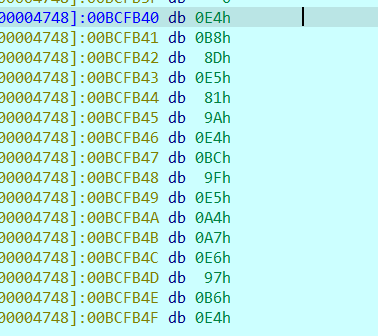 00004748]:00BCFB40 db 0E4h
00004748]:00BCFB41 db 0B8h
00004748]:00BCFB42 db 8Dh
00004748]:00BCFB43 db 0E5h
00004748]:00BCFB44 db 81h
00004748]:00BCFB45 db 9Ah
00004748]:00BCFB46 db 0E4h
00004748]:00BCFB47 db 0BCh
00004748]:00BCFB48 db 9Fh
00004748]:00BCFB49 db 0E5h
00004748]:00BCFB4A db 0A4h
00004748]:00BCFB4B db 0A7h
00004748]:00BCFB4C db 0E6h
00004748]:00BCFB4D db 97h
00004748]:00BCFB4E db 0B6h
00004748]:00BCFB4F db 0E4h